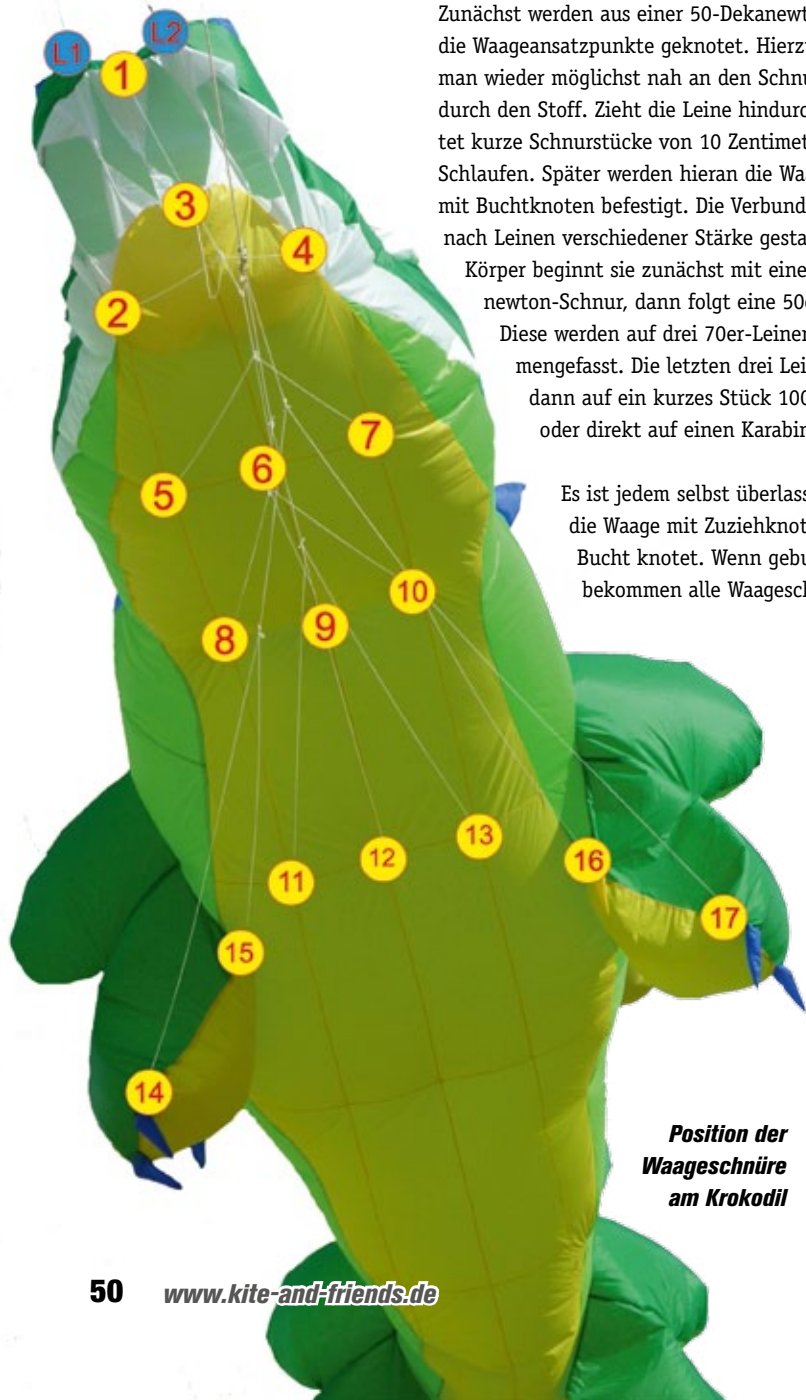 Zunächst werden aus einer 50-Dekanewt
die Waageansatzpunkte geknotet. Hierz
man wieder möglichst nah an den Schnu
durch den Stoff. Zieht die Leine hindurc
tet kurze Schnurstücke von 10 Zentimet
Schlaufen. Später werden hieran die Waa
mit Buchtknoten befestigt. Die Verbund
nach Leinen verschiedener Stärke gesta
Körper beginnt sie zunächst mit eine
newton-Schnur, dann folgt eine 50
Diese werden auf drei 70er-Leinen
mengefasst. Die letzten drei Lei
dann auf ein kurzes Stück 100
oder direkt auf einen Karabin
Es ist jedem selbst überlass
die Waage mit Zuziehknot
Bucht knotet. Wenn gebu
bekommen alle Waagesch
L1
L2
1
3
4
2
7
6
5
10
9
8
13
12
11
16
17
15
14
Position der
Waageschnüre
am Krokodil
50 www.kite-and-friends.de